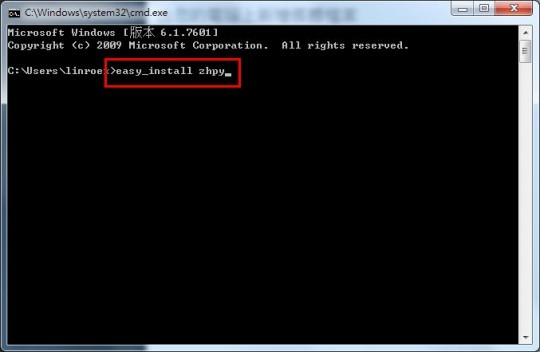 C:\Windows\system32\cmd.exe
Microsoft Windows [版本 6.1.7601]
Copyright (c) 2009 Microsoft Corporation.  All rights reserved.
C:\Users\linroex>easy_install zhpy